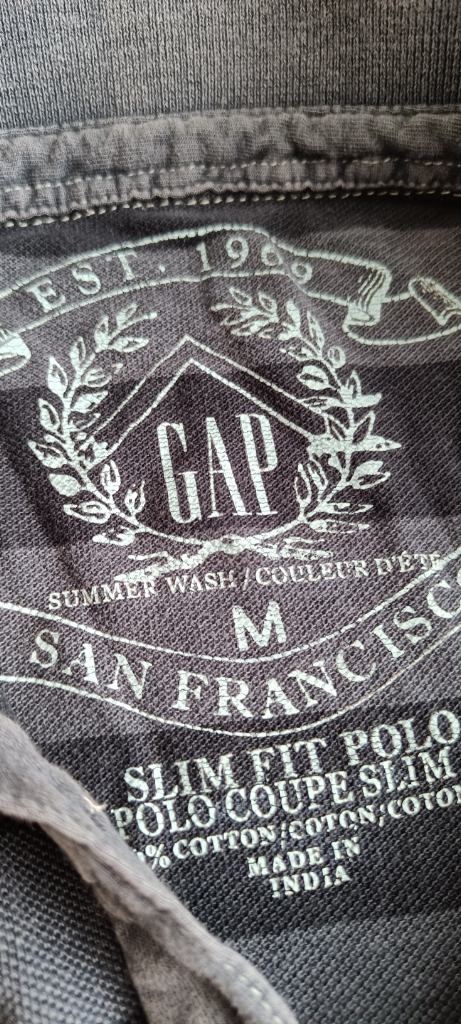 EST. 1969
GAP
SUMMER WASH / COULEUR D'ÉTÉ
M
SAN FRANCISCO
SLIM FIT POLO
POLO COUPE SLIM
% COTTON/COTON/COTON
MADE IN
INDIA